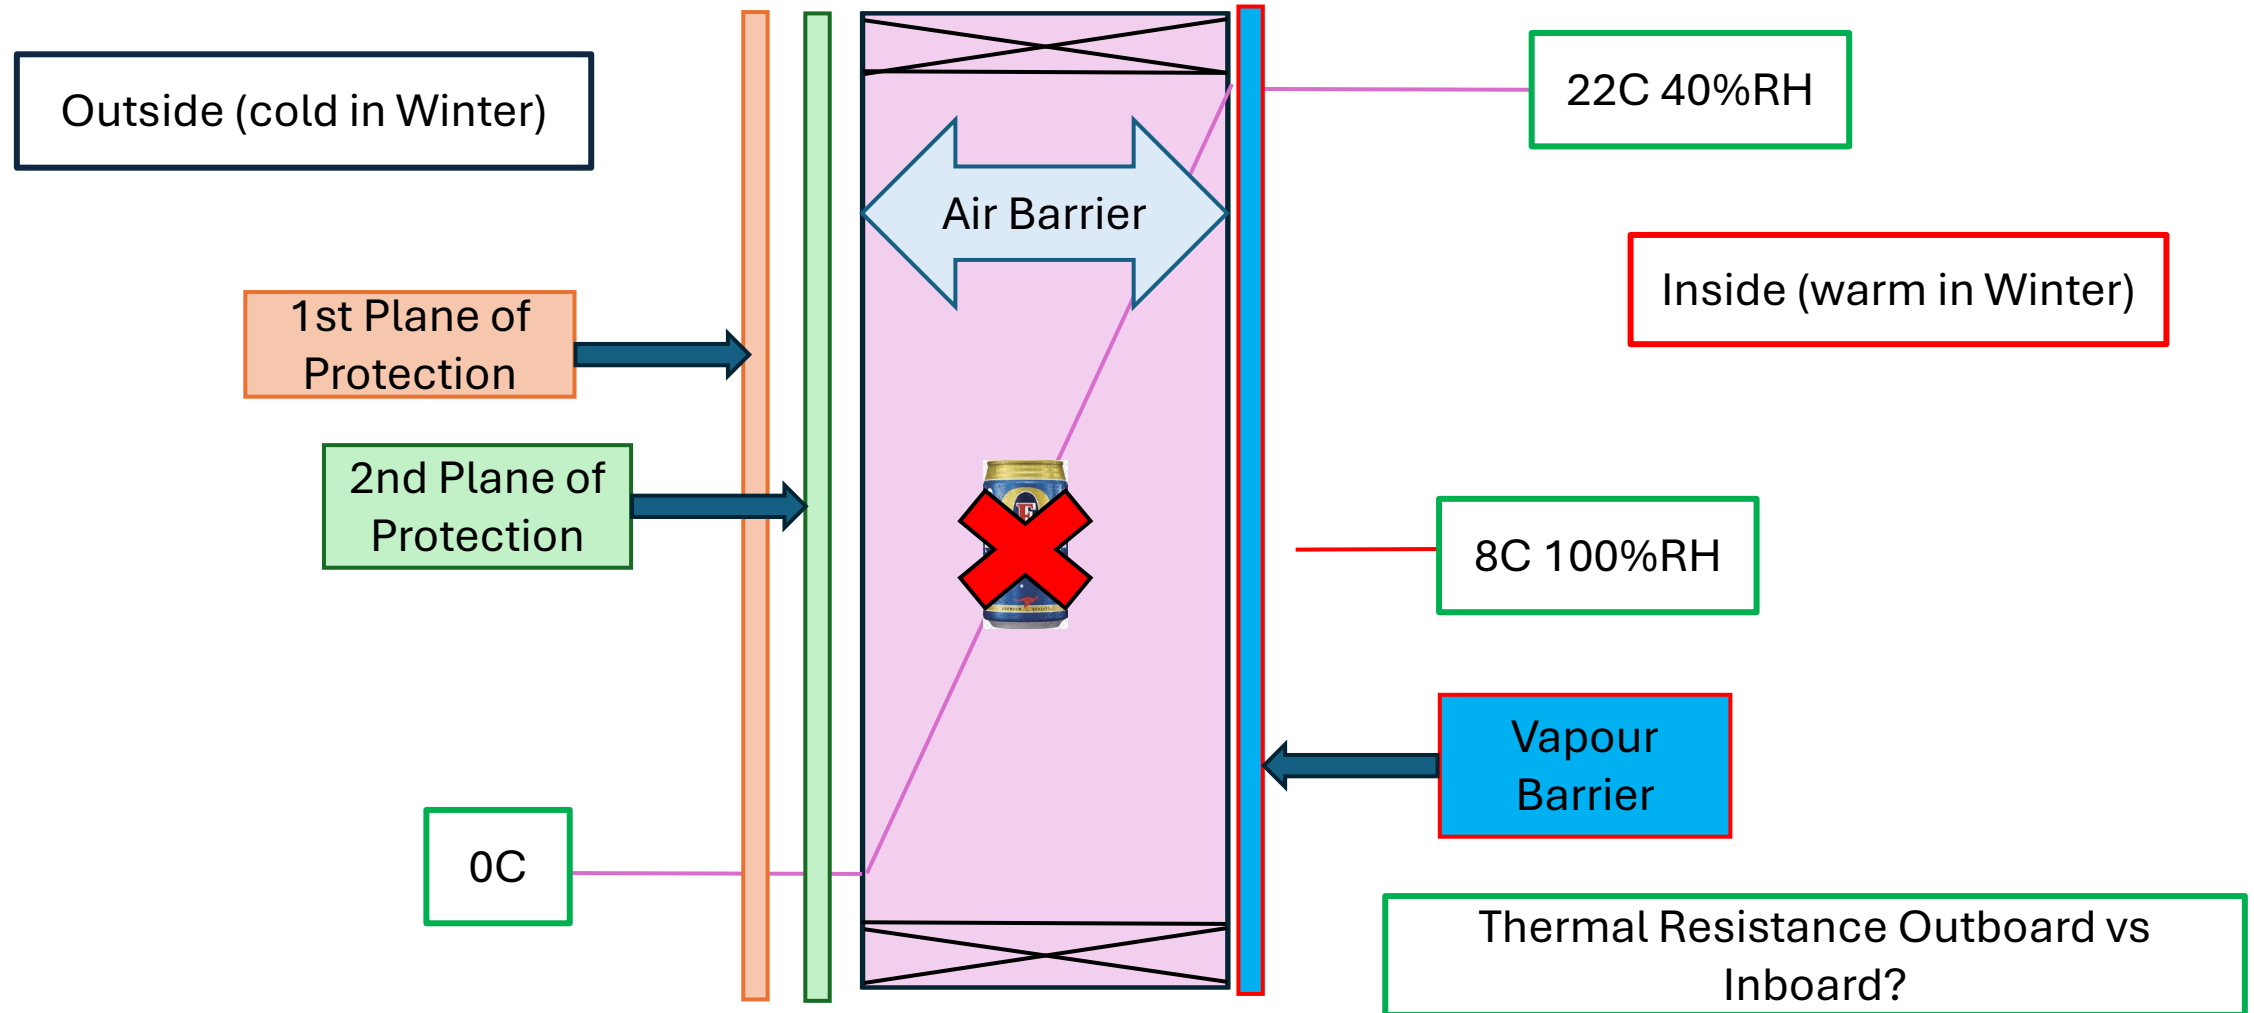 Outside (cold in Winter)
22C 40%RH
Air Barrier
Inside (warm in Winter)
1st Plane of
Protection
2nd Plane of
Protection
8C 100%RH
Vapour
Barrier
0C
Thermal Resistance Outboard vs
Inboard?